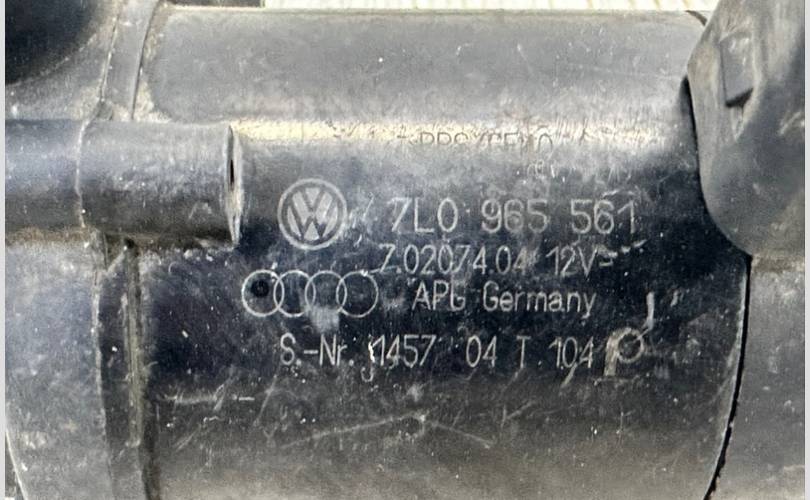 7L0 965 561
7.02074.04 12V=
APG Germany
S.-Nr. 1457 04 T 104